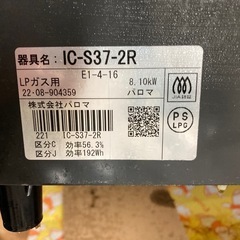 器具名：IC-S37-2R
E1-4-16
LPガス用 8.10kW
22-08-904359 パロマ
株式会社パロマ
221 IC-S37-2R
区分C 効率56.3%
区分J 効率192Wh
PS
LPG